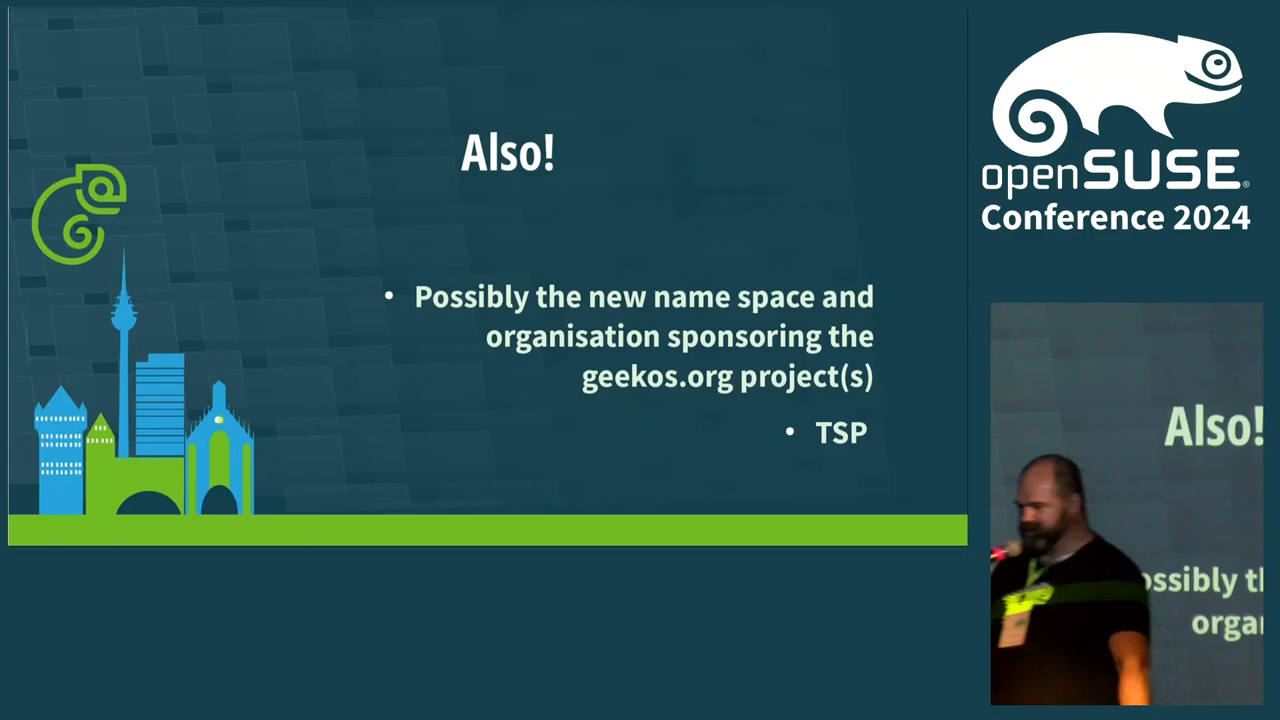 Also!
• Possibly the new name space and
organisation sponsoring the
geekos.org project(s)
• TSP
openSUSE®
Conference 2024
Also!
ossibly th
orga